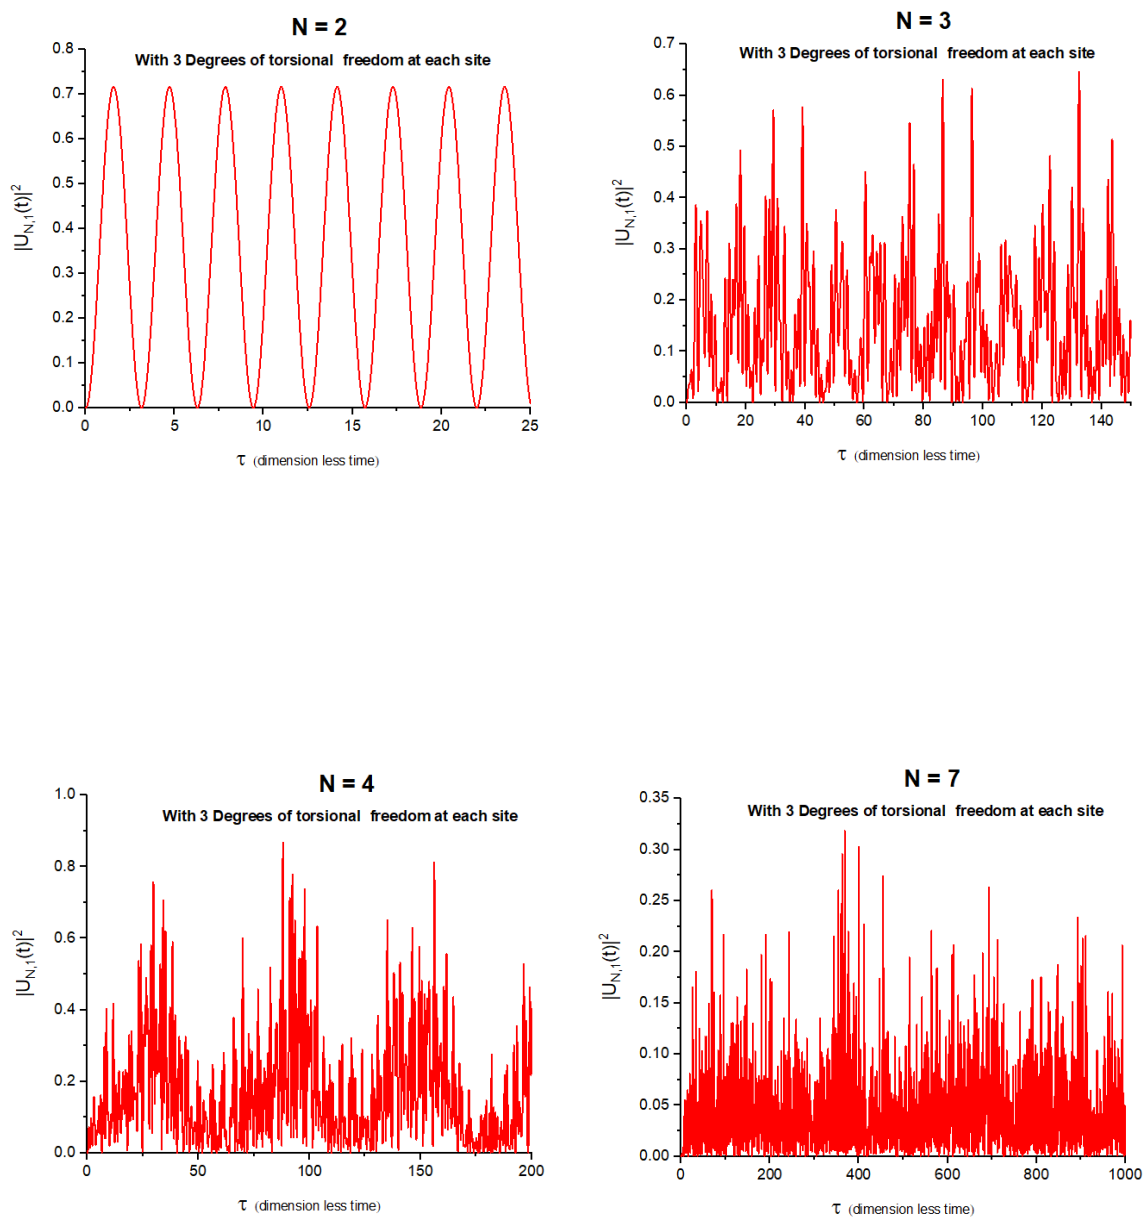 N = 2
With 3 Degrees of torsional freedom at each site
|U_{N,1}(t)|^2
0.8
0.7
0.6
0.5
0.4
0.3
0.2
0.1
0.0
0 5 10 15 20 25
τ (dimension less time)
N = 3
With 3 Degrees of torsional freedom at each site
|U_{N,1}(t)|^2
0.7
0.6
0.5
0.4
0.3
0.2
0.1
0.0
0 20 40 60 80 100 120 140
τ (dimension less time)
N = 4
With 3 Degrees of torsional freedom at each site
|U_{N,1}(t)|^2
1.0
0.8
0.6
0.4
0.2
0.0
0 50 100 150 200
τ (dimension less time)
N = 7
With 3 Degrees of torsional freedom at each site
|U_{N,1}(t)|^2
0.35
0.30
0.25
0.20
0.15
0.10
0.05
0.00
0 200 400 600 800 1000
τ (dimension less time)